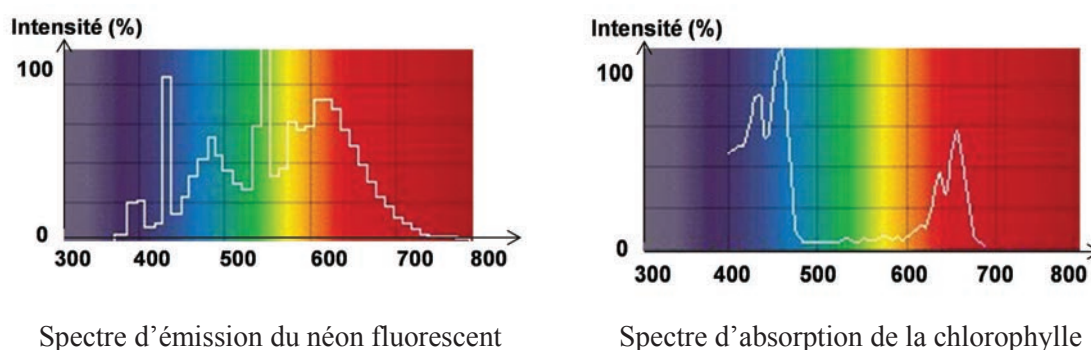 Intensité (%)
100
0
300 400 500 600 700 800
Spectre d'émission du néon fluorescent
Intensité (%)
100
0
300 400 500 600 700 800
Spectre d'absorption de la chlorophylle